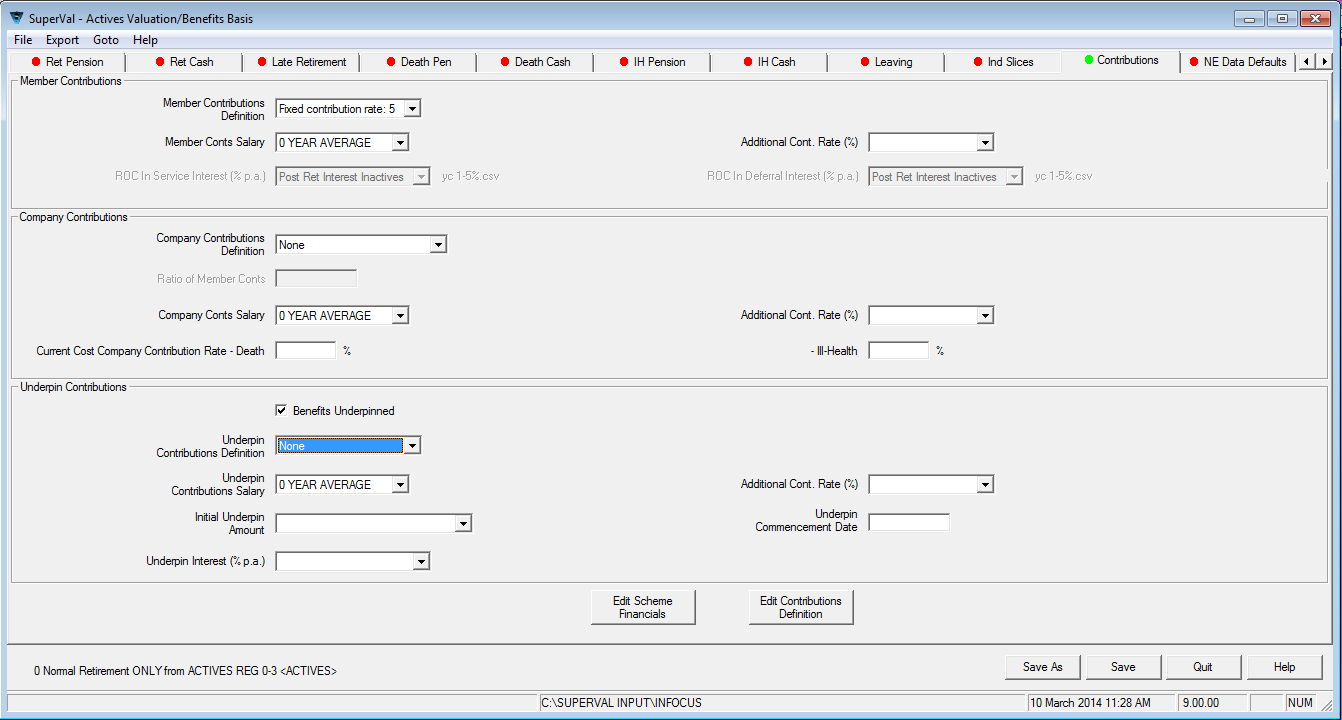 SuperVal - Actives Valuation/Benefits Basis
File Export Goto Help
Ret Pension Ret Cash Late Retirement Death Pen Death Cash IH Pension IH Cash Leaving Ind Slices Contributions NE Data Defaults
Member Contributions
Member Contributions
Definition
Fixed contribution rate: 5
Member Conts Salary 0 YEAR AVERAGE Additional Cont. Rate (%)
ROC In Service Interest (% p.a.) Post Ret Interest Inactives yc 1-5%.csv ROC In Deferral Interest (% p.a.) Post Ret Interest Inactives yc 1-5%.csv
Company Contributions
Company Contributions
Definition
None
Ratio of Member Conts
Company Conts Salary 0 YEAR AVERAGE Additional Cont. Rate (%)
Current Cost Company Contribution Rate - Death % - Ill-Health %
Underpin Contributions
Benefits Underpinned
Underpin
Contributions Definition
None
Underpin
Contributions Salary
0 YEAR AVERAGE Additional Cont. Rate (%)
Initial Underpin
Amount
Underpin
Commencement Date
Underpin Interest (% p.a.)
Edit Scheme
Financials
Edit Contributions
Definition
0 Normal Retirement ONLY from ACTIVES REG 0-3 <ACTIVES>
Save As Save Quit Help
C:\SUPERVAL INPUT\INFOCUS 10 March 2014 11:28 AM 9.00.00 NUM